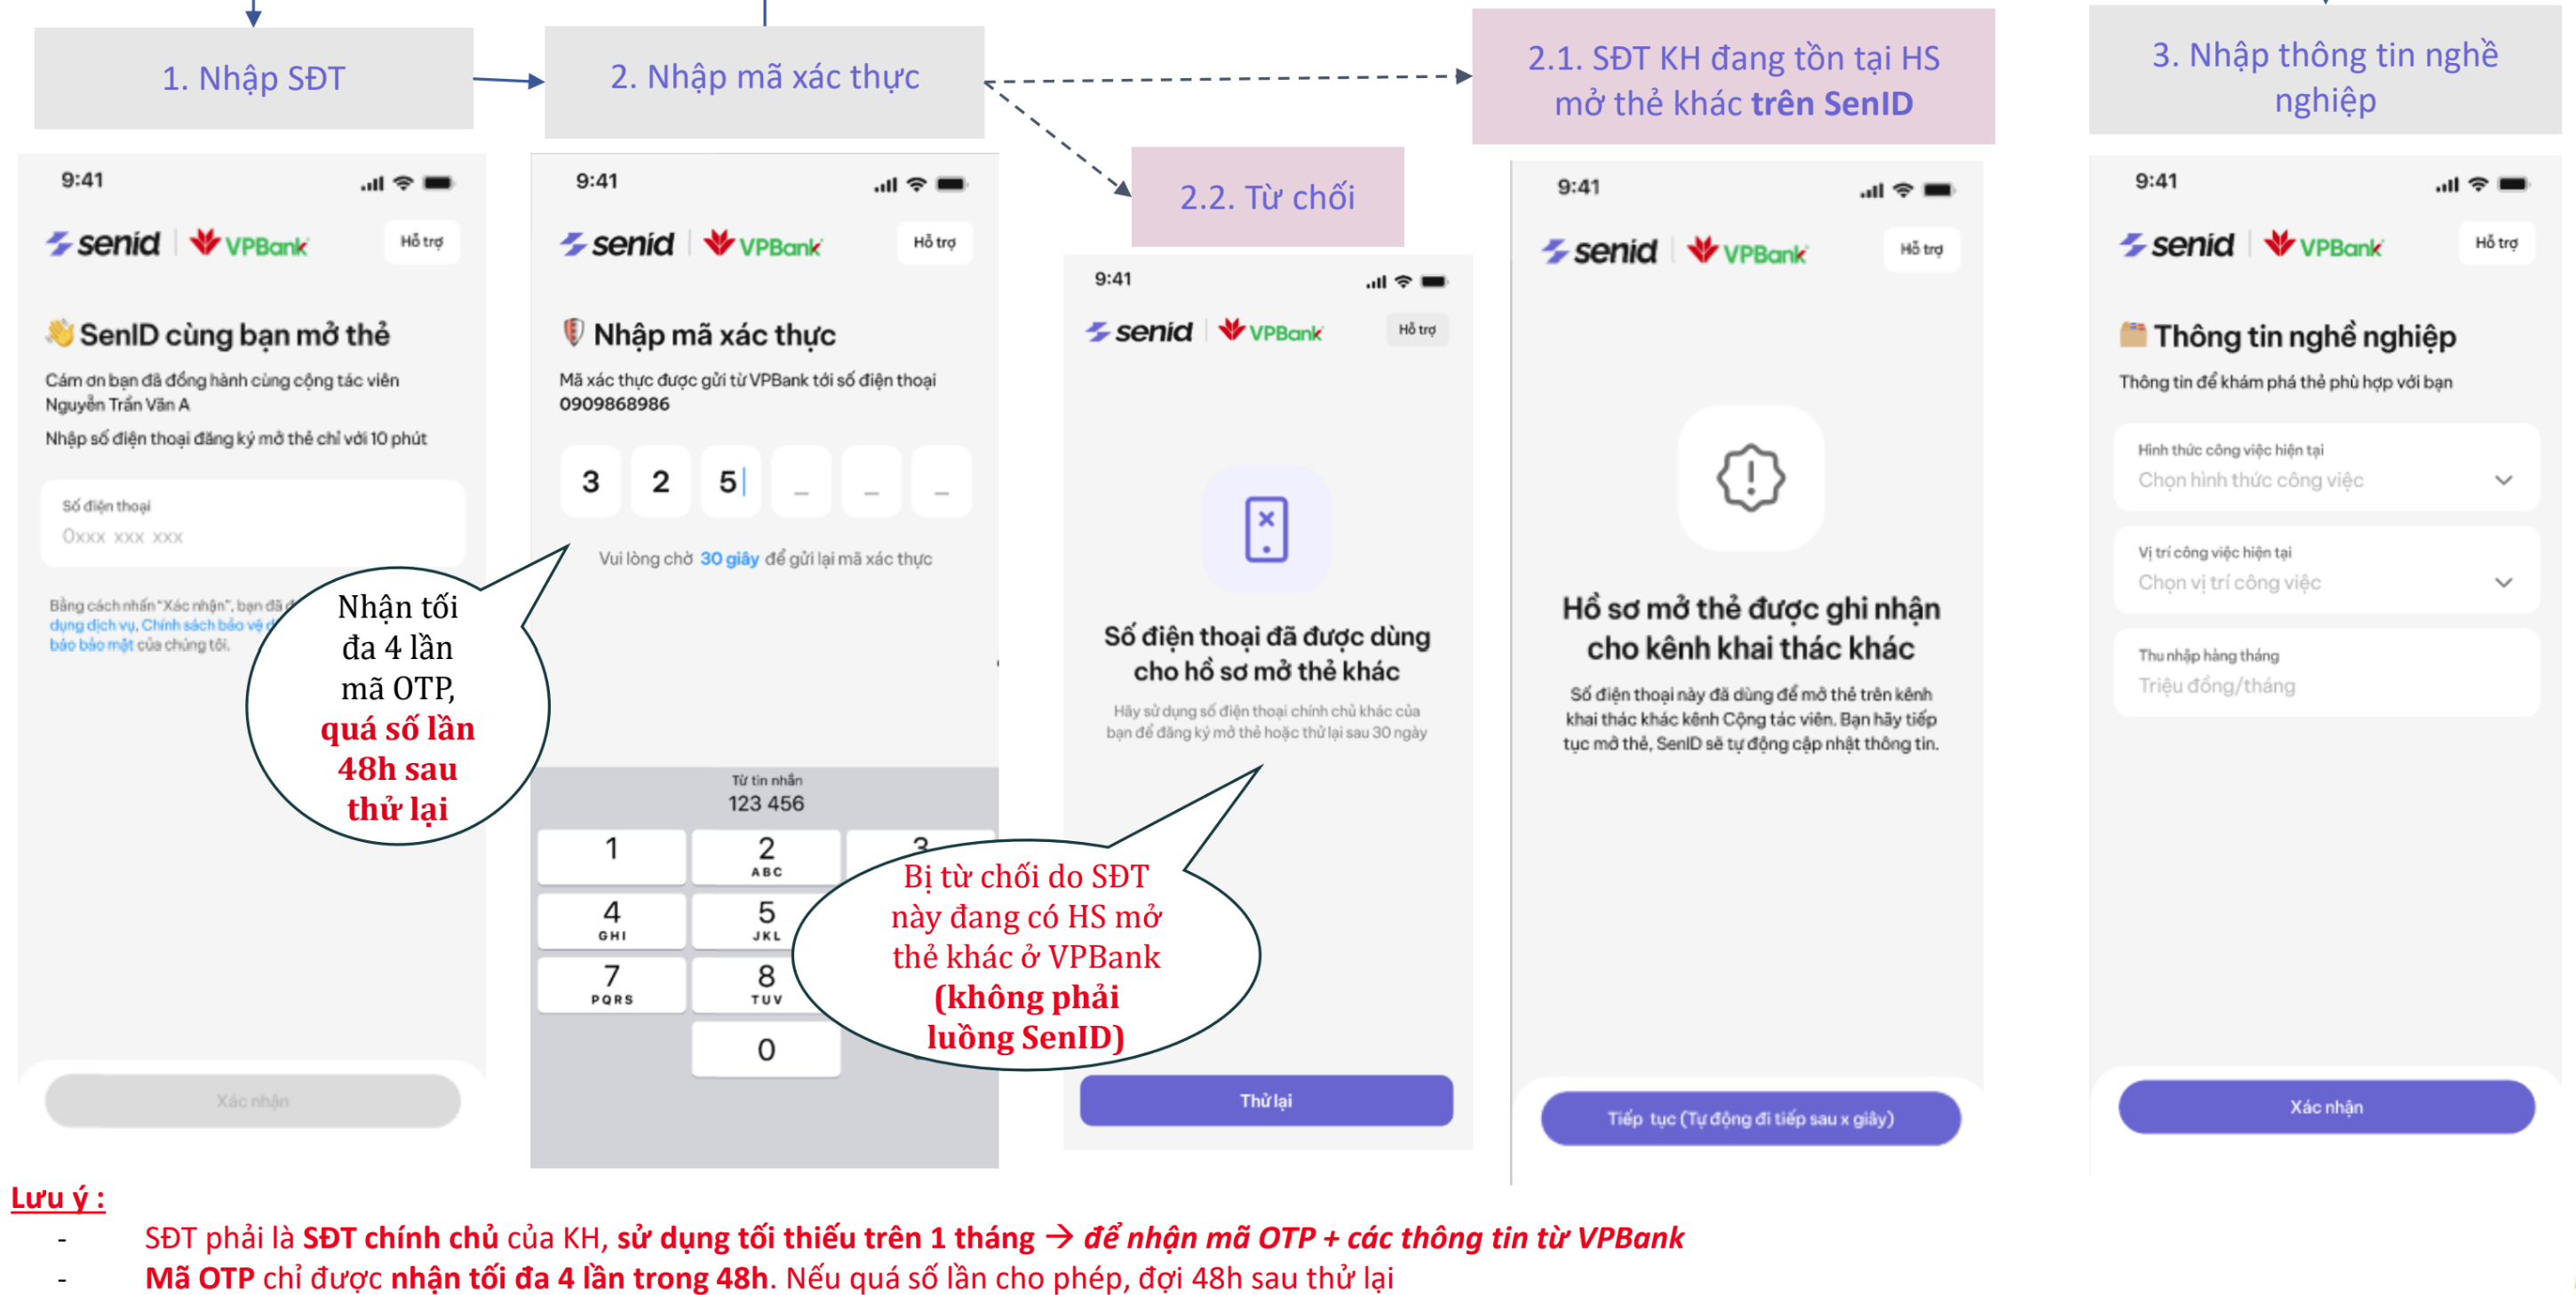 1. Nhập SĐT
2. Nhập mã xác thực
2.1. SĐT KH đang tồn tại HS
mở thẻ khác trên SenID
2.2. Từ chối
3. Nhập thông tin nghề
nghiệp
9:41
senid VPBank
Hỗ trợ
👋 SenID cùng bạn mở thẻ
Cám ơn bạn đã đồng hành cùng cộng tác viên
Nguyễn Trần Văn A
Nhập số điện thoại đăng ký mở thẻ chỉ với 10 phút
Số điện thoại
0xxx xxx xxx
Bằng cách nhấn "Xác nhận", bạn đã
dụng dịch vụ, Chính sách bảo vệ
báo bảo mật của chúng tôi.
Xác nhận
Nhận tối
đa 4 lần
mã OTP,
quá số lần
48h sau
thử lại
9:41
senid VPBank
Hỗ trợ
Nhập mã xác thực
Mã xác thực được gửi từ VPBank tới số điện thoại
0909868986
3 2 5 _ _ _
Vui lòng chờ 30 giây để gửi lại mã xác thực
Từ tin nhắn
123 456
1 2 3
ABC
4 5
GHI JKL
7 8
PQRS TUV
0
9:41
senid VPBank
Hỗ trợ
Số điện thoại đã được dùng
cho hồ sơ mở thẻ khác
Hãy sử dụng số điện thoại chính chủ khác của
bạn để đăng ký mở thẻ hoặc thử lại sau 30 ngày
Bị từ chối do SĐT
này đang có HS mở
thẻ khác ở VPBank
(không phải
luồng SenID)
Thử lại
9:41
senid VPBank
Hỗ trợ
Hồ sơ mở thẻ được ghi nhận
cho kênh khai thác khác
Số điện thoại này đã dùng để mở thẻ trên kênh
khai thác khác kênh Cộng tác viên. Bạn hãy tiếp
tục mở thẻ, SenID sẽ tự động cập nhật thông tin.
Tiếp tục (Tự động đi tiếp sau x giây)
9:41
senid VPBank
Hỗ trợ
Thông tin nghề nghiệp
Thông tin để khám phá thẻ phù hợp với bạn
Hình thức công việc hiện tại
Chọn hình thức công việc
Vị trí công việc hiện tại
Chọn vị trí công việc
Thu nhập hàng tháng
Triệu đồng/tháng
Xác nhận
Lưu ý :
- SĐT phải là SĐT chính chủ của KH, sử dụng tối thiếu trên 1 tháng → để nhận mã OTP + các thông tin từ VPBank
- Mã OTP chỉ được nhận tối đa 4 lần trong 48h. Nếu quá số lần cho phép, đợi 48h sau thử lại